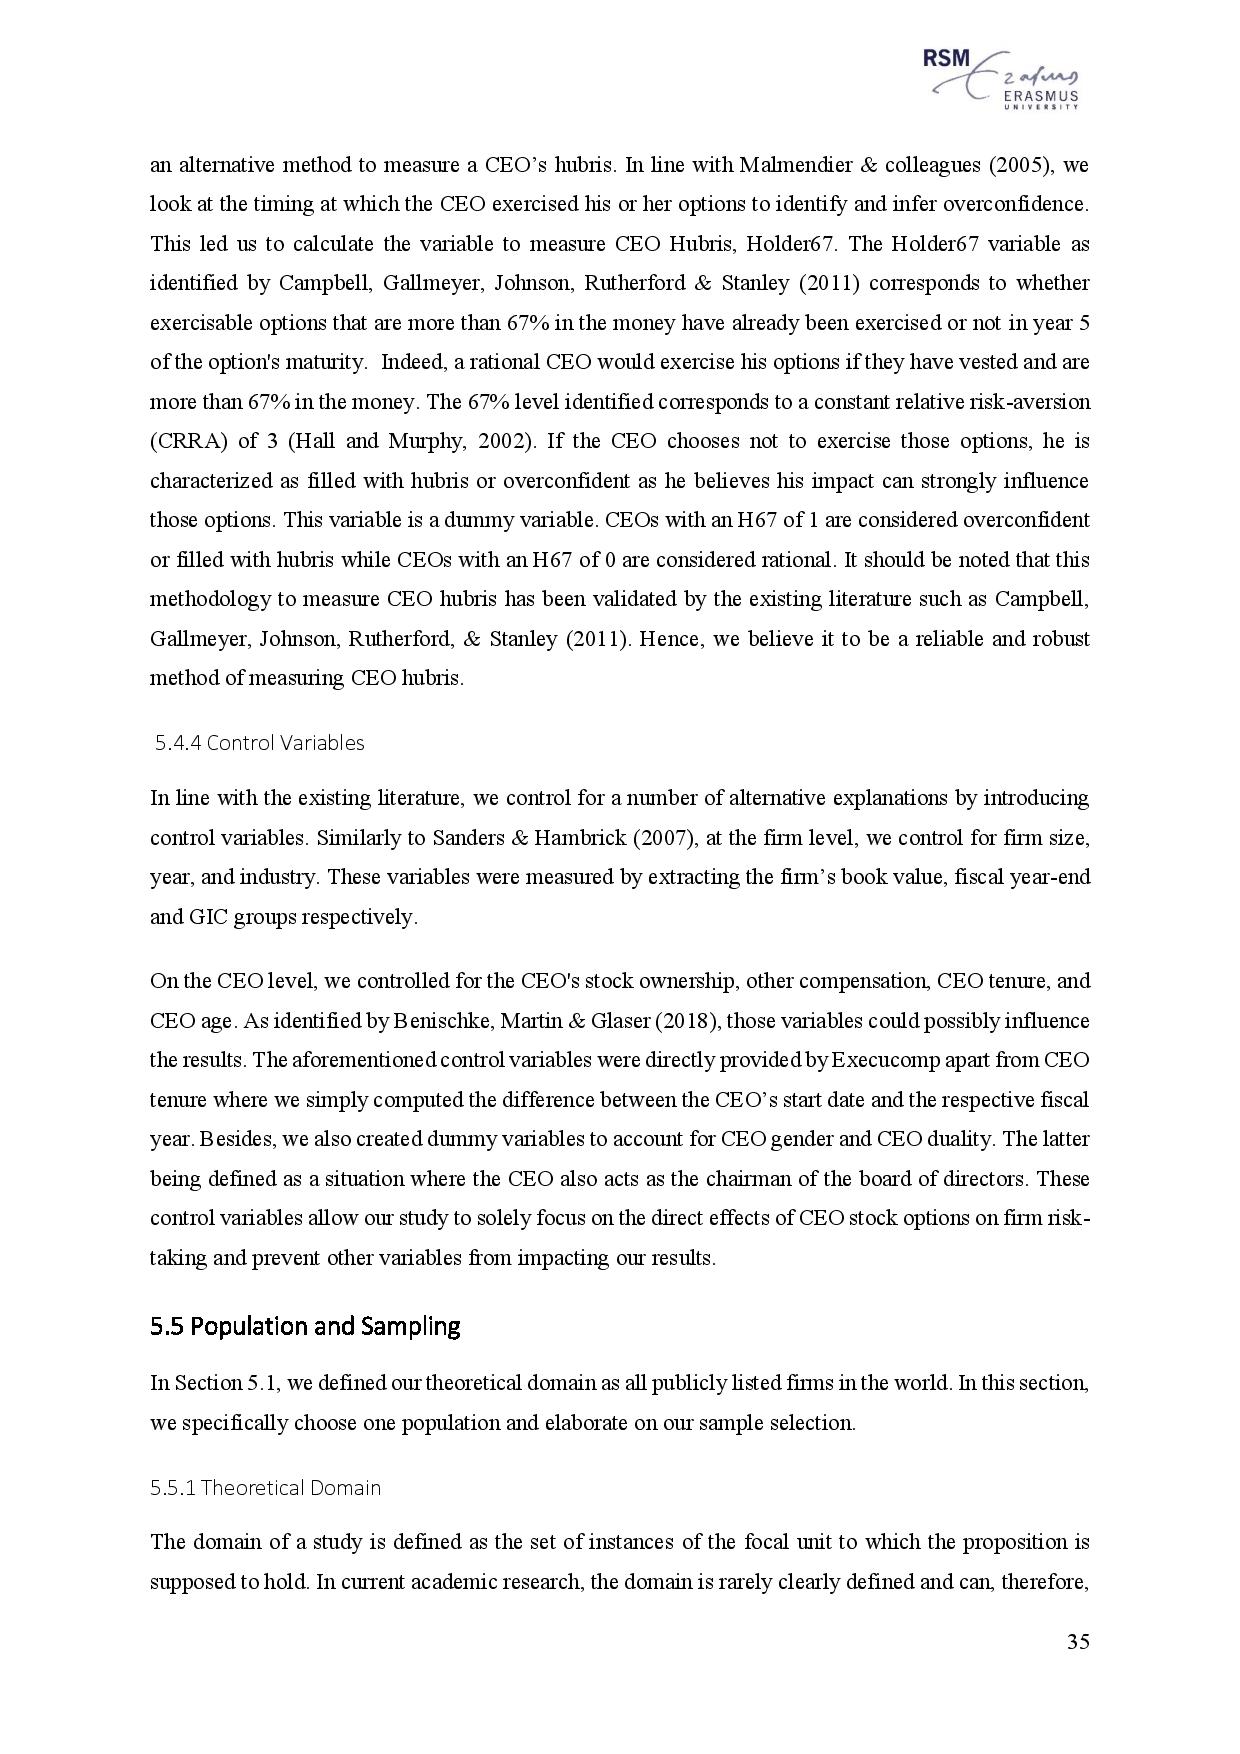 RSM
Erasmus
ERASMUS
UNIVERSITY
an alternative method to measure a CEO’s hubris. In line with Malmendier & colleagues (2005), we
look at the timing at which the CEO exercised his or her options to identify and infer overconfidence.
This led us to calculate the variable to measure CEO Hubris, Holder67. The Holder67 variable as
identified by Campbell, Gallmeyer, Johnson, Rutherford & Stanley (2011) corresponds to whether
exercisable options that are more than 67% in the money have already been exercised or not in year 5
of the option's maturity.  Indeed, a rational CEO would exercise his options if they have vested and are
more than 67% in the money. The 67% level identified corresponds to a constant relative risk-aversion
(CRRA) of 3 (Hall and Murphy, 2002). If the CEO chooses not to exercise those options, he is
characterized as filled with hubris or overconfident as he believes his impact can strongly influence
those options. This variable is a dummy variable. CEOs with an H67 of 1 are considered overconfident
or filled with hubris while CEOs with an H67 of 0 are considered rational. It should be noted that this
methodology to measure CEO hubris has been validated by the existing literature such as Campbell,
Gallmeyer, Johnson, Rutherford, & Stanley (2011). Hence, we believe it to be a reliable and robust
method of measuring CEO hubris.
5.4.4 Control Variables
In line with the existing literature, we control for a number of alternative explanations by introducing
control variables. Similarly to Sanders & Hambrick (2007), at the firm level, we control for firm size,
year, and industry. These variables were measured by extracting the firm’s book value, fiscal year-end
and GIC groups respectively.
On the CEO level, we controlled for the CEO's stock ownership, other compensation, CEO tenure, and
CEO age. As identified by Benischke, Martin & Glaser (2018), those variables could possibly influence
the results. The aforementioned control variables were directly provided by Execucomp apart from CEO
tenure where we simply computed the difference between the CEO’s start date and the respective fiscal
year. Besides, we also created dummy variables to account for CEO gender and CEO duality. The latter
being defined as a situation where the CEO also acts as the chairman of the board of directors. These
control variables allow our study to solely focus on the direct effects of CEO stock options on firm risk-
taking and prevent other variables from impacting our results.
5.5 Population and Sampling
In Section 5.1, we defined our theoretical domain as all publicly listed firms in the world. In this section,
we specifically choose one population and elaborate on our sample selection.
5.5.1 Theoretical Domain
The domain of a study is defined as the set of instances of the focal unit to which the proposition is
supposed to hold. In current academic research, the domain is rarely clearly defined and can, therefore,
35